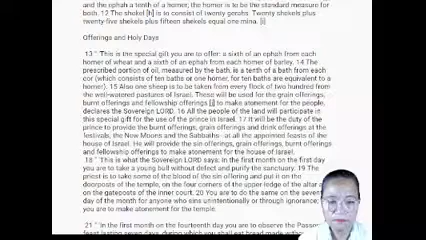 and the ephah a tenth of a homer; the homer is to be the standard measure for
both. 12 The shekel [h] is to consist of twenty gerahs. Twenty shekels plus
twenty-five shekels plus fifteen shekels equal one mina. [i]
Offerings and Holy Days
13 " 'This is the special gift you are to offer: a sixth of an ephah from each
homer of wheat and a sixth of an ephah from each homer of barley. 14 The
prescribed portion of oil, measured by the bath, is a tenth of a bath from each
cor (which consists of ten baths or one homer, for ten baths are equivalent to a
homer). 15 Also one sheep is to be taken from every flock of two hundred from
the well-watered pastures of Israel. These will be used for the grain offerings,
burnt offerings and fellowship offerings [j] to make atonement for the people,
declares the Sovereign LORD. 16 All the people of the land will participate in
this special gift for the use of the prince in Israel. 17 It will be the duty of the
prince to provide the burnt offerings, grain offerings and drink offerings at the
festivals, the New Moons and the Sabbaths - at all the appointed feasts of the
house of Israel. He will provide the sin offerings, grain offerings, burnt offerings
and fellowship offerings to make atonement for the house of Israel.
18 " 'This is what the Sovereign LORD says: In the first month on the first day
you are to take a young bull without defect and purify the sanctuary. 19 The
priest is to take some of the blood of the sin offering and put it on the
doorposts of the temple, on the four corners of the upper ledge of the altar a
on the gateposts of the inner court. 20 You are to do the same on the seventh
day of the month for anyone who sins unintentionally or through ignorance;
you are to make atonement for the temple.
21 " 'In the first month on the fourteenth day you are to observe the Passov
feast lasting seven days, during which you shall eat bread made